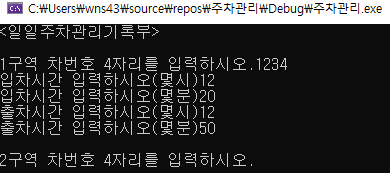 C:\Users\wns43\source\repos\주차관리\Debug\주차관리.exe
<일일주차관리기록부>
1구역 차번호 4자리를 입력하시오.1234
입차시간 입력하시오(몇시)12
입차시간 입력하시오(몇분)20
출차시간 입력하시오(몇시)12
출차시간 입력하시오(몇분)50
2구역 차번호 4자리를 입력하시오.